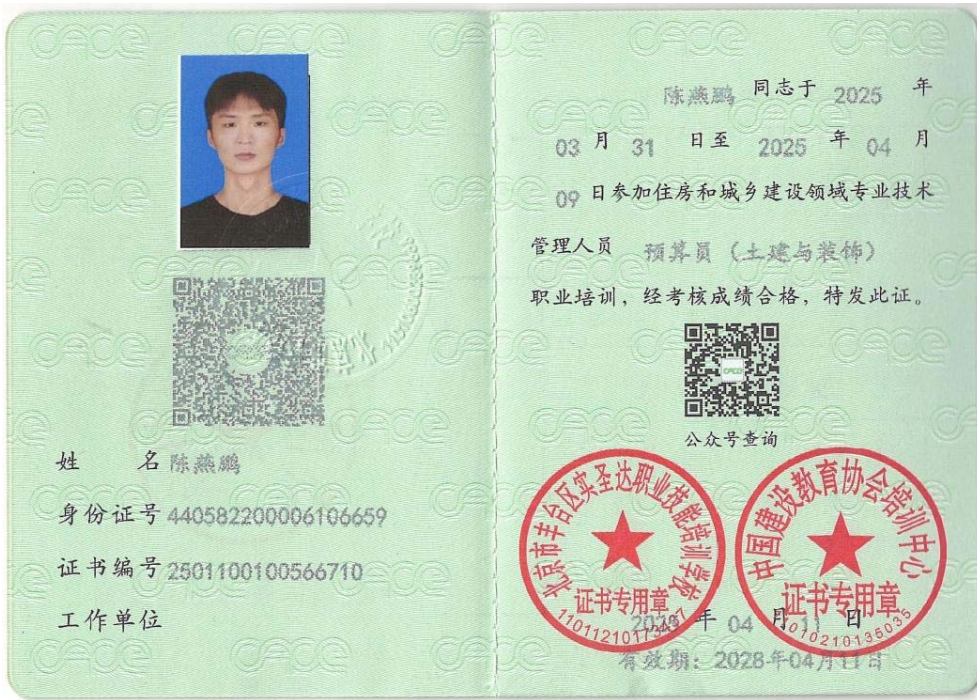 姓 名 陈燕鹏
身份证号 440582200006106659
证书编号 2501100100566710
工作单位
陈燕鹏 同志于 2025 年
03 月 31 日至 2025 年 04 月
09 日参加住房和城乡建设领域专业技术
管理人员 预算员（土建与装饰）
职业培训，经考核成绩合格，特发此证。
CACE
公众号查询
北京市丰台区实圣达职业技能培训学校
证书专用章
中国建设教育协会培训中心
证书专用章
年 04 月 11 日
有效期：2028年04月11日